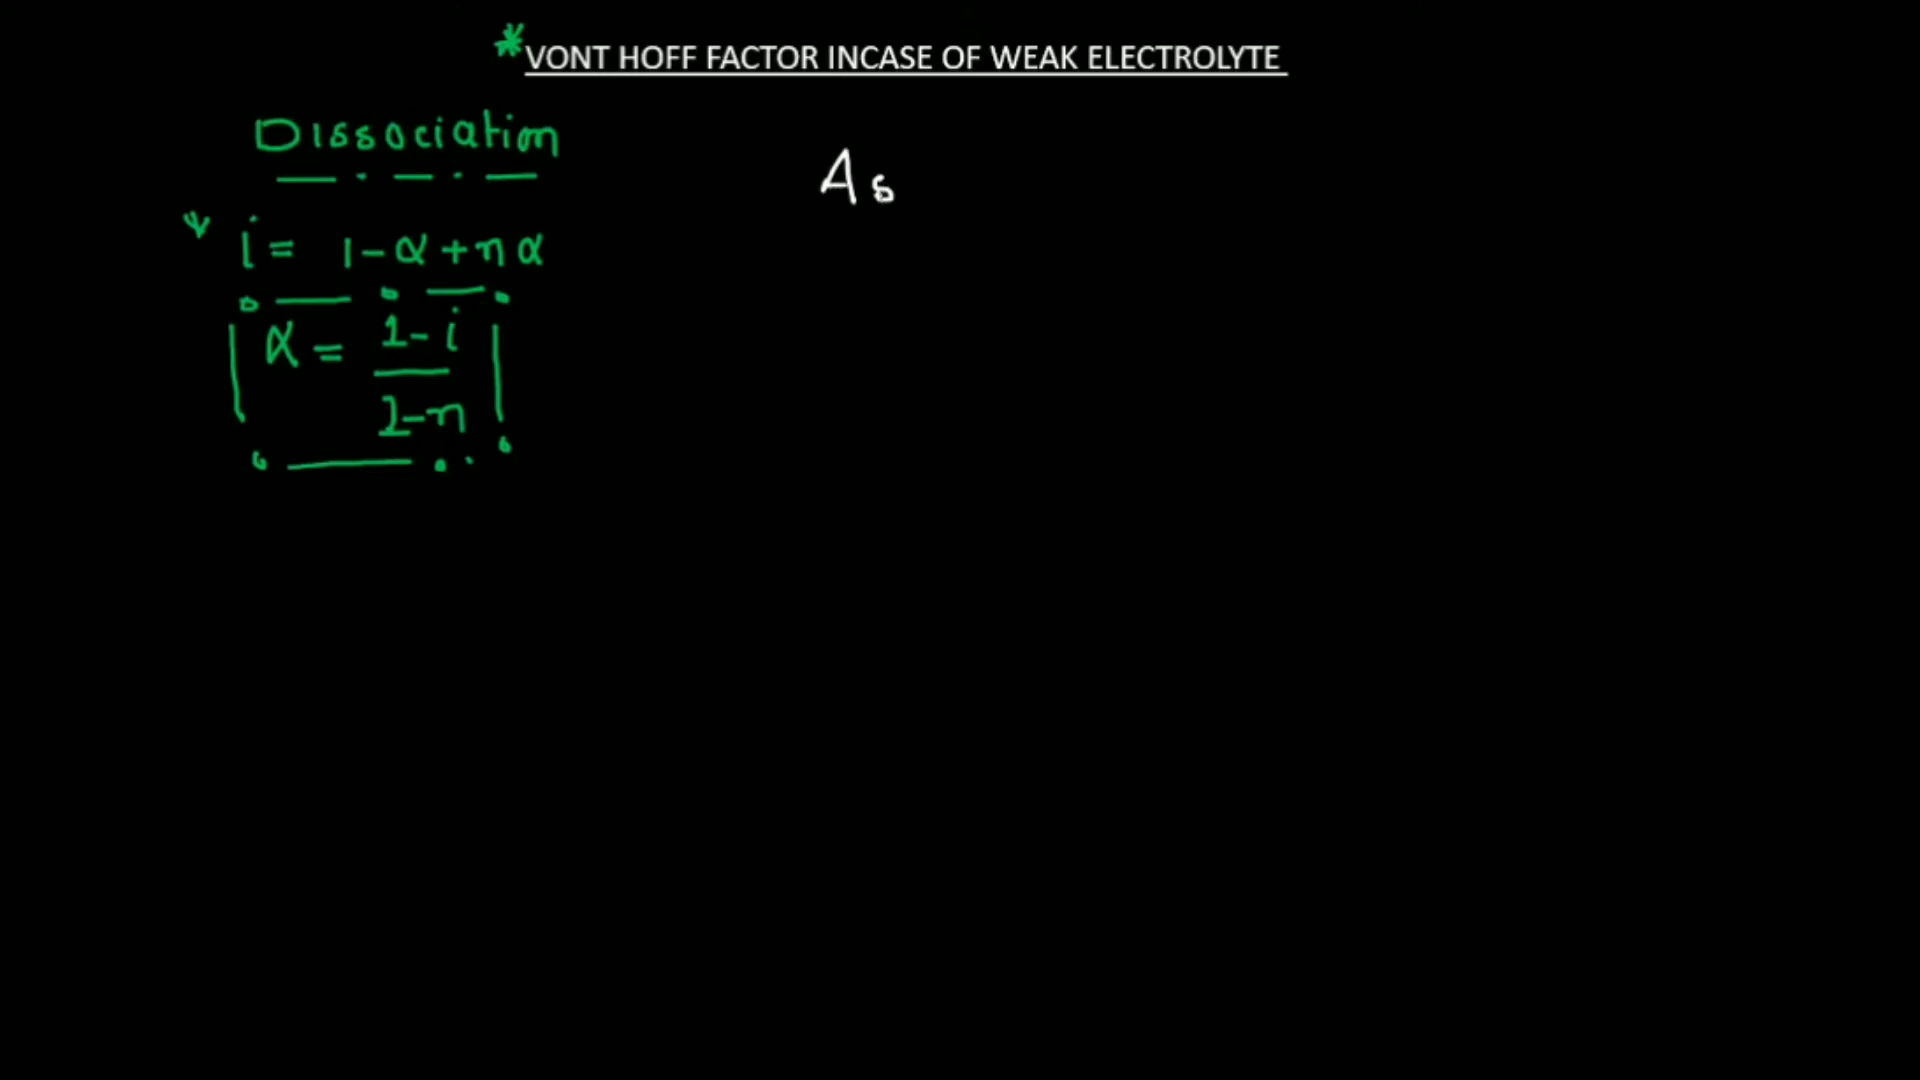 *VONT HOFF FACTOR INCASE OF WEAK ELECTROLYTE
Dissociation
i = 1-α+nα
α = 1-i / 1-n
As